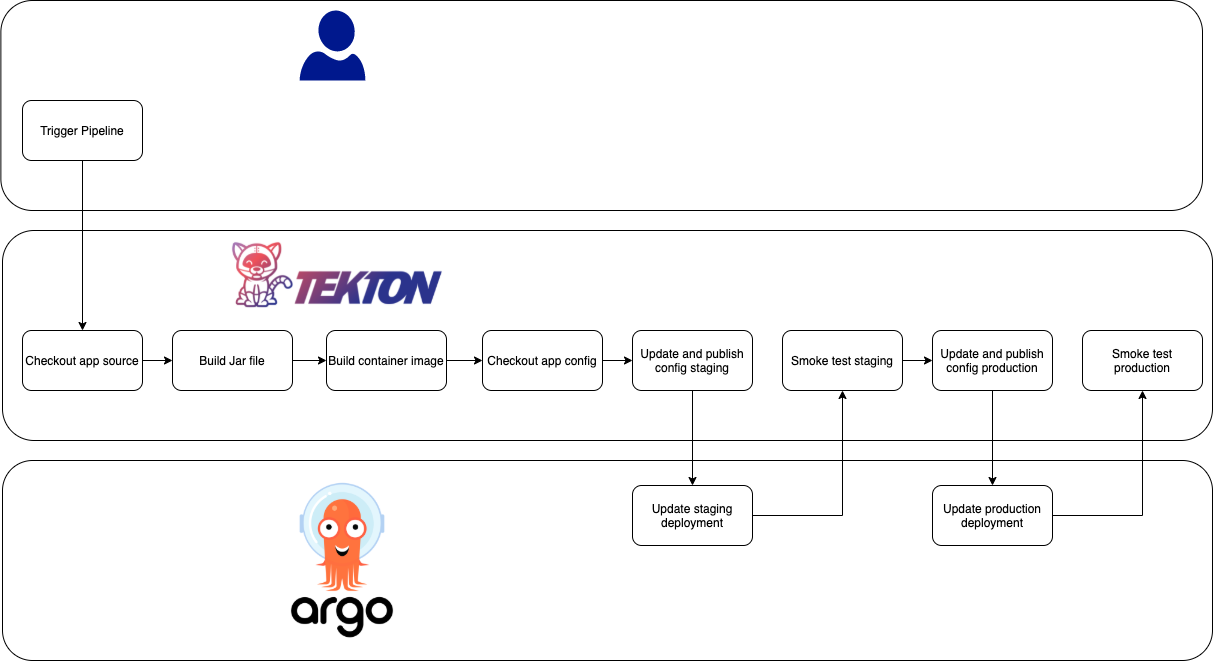 Trigger Pipeline
TEKTON
Checkout app source
Build Jar file
Build container image
Checkout app config
Update and publish
config staging
Smoke test staging
Update and publish
config production
Smoke test
production
Update staging
deployment
Update production
deployment
argo